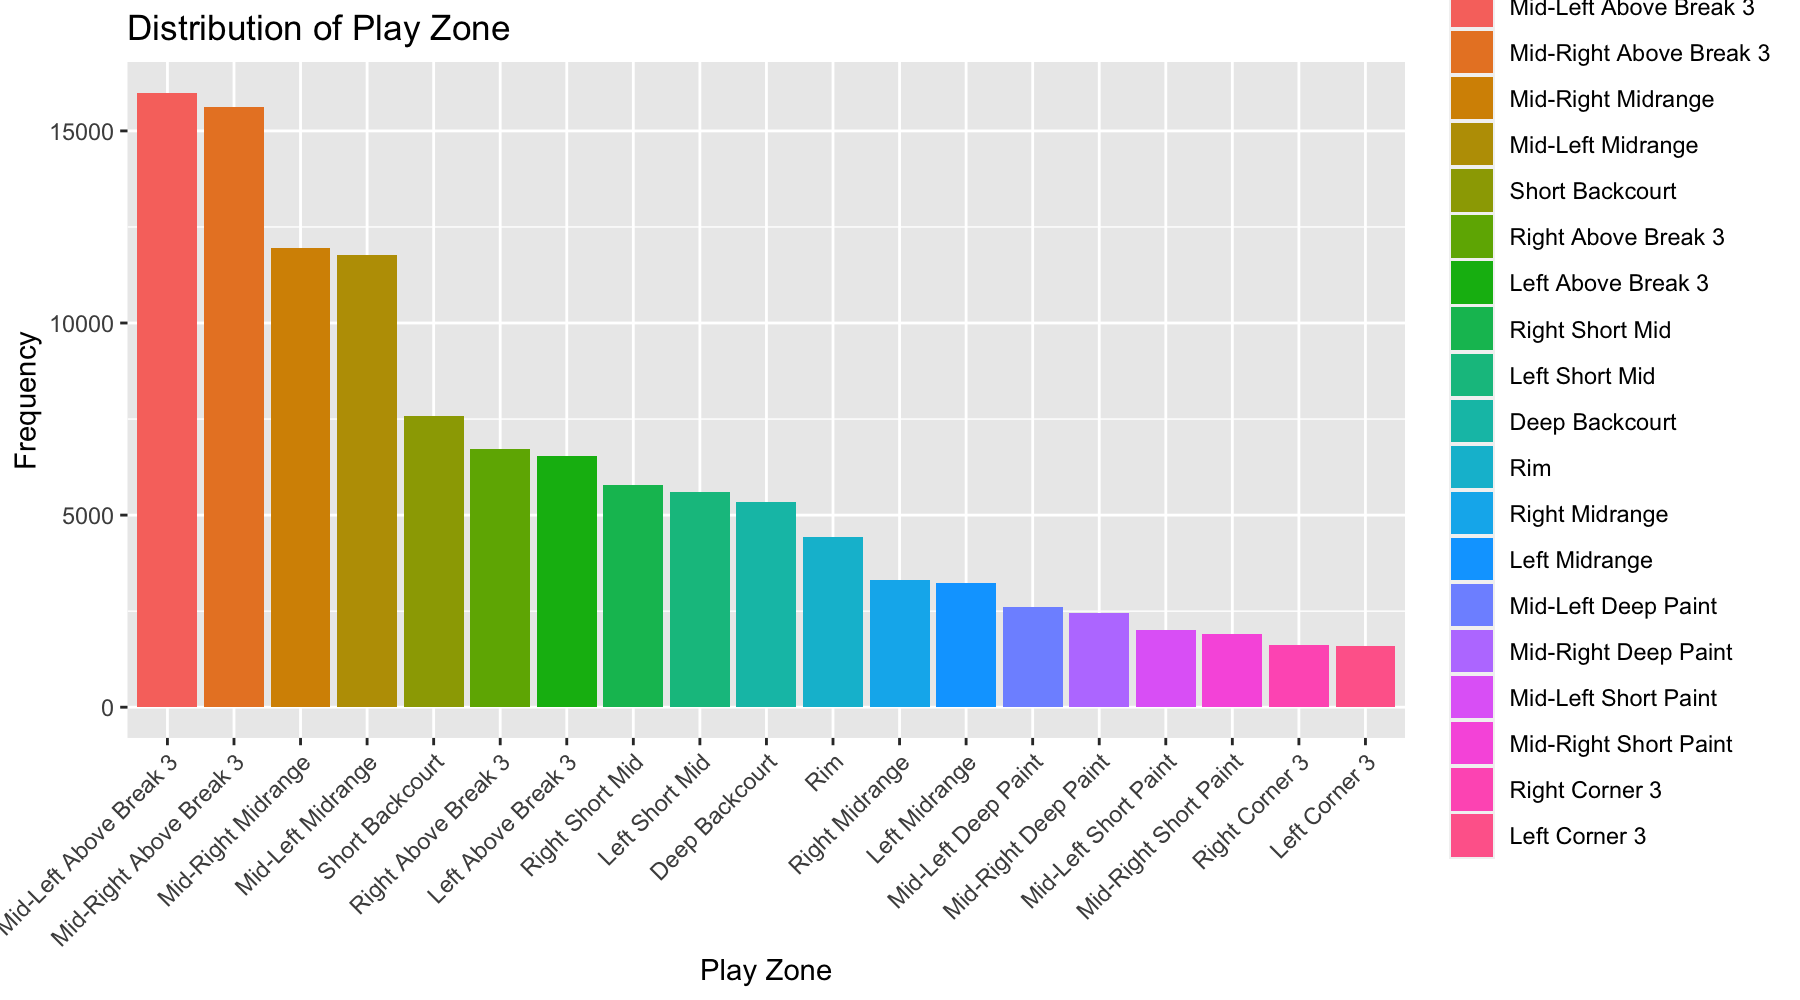 Distribution of Play Zone
Frequency
15000
10000
5000
0
Mid-Left Above Break 3
Mid-Right Above Break 3
Mid-Right Midrange
Mid-Left Midrange
Short Backcourt
Right Above Break 3
Left Above Break 3
Right Short Mid
Left Short Mid
Deep Backcourt
Rim
Right Midrange
Left Midrange
Mid-Left Deep Paint
Mid-Right Deep Paint
Mid-Left Short Paint
Mid-Right Short Paint
Right Corner 3
Left Corner 3
Play Zone
Mid-Left Above Break 3
Mid-Right Above Break 3
Mid-Right Midrange
Mid-Left Midrange
Short Backcourt
Right Above Break 3
Left Above Break 3
Right Short Mid
Left Short Mid
Deep Backcourt
Rim
Right Midrange
Left Midrange
Mid-Left Deep Paint
Mid-Right Deep Paint
Mid-Left Short Paint
Mid-Right Short Paint
Right Corner 3
Left Corner 3